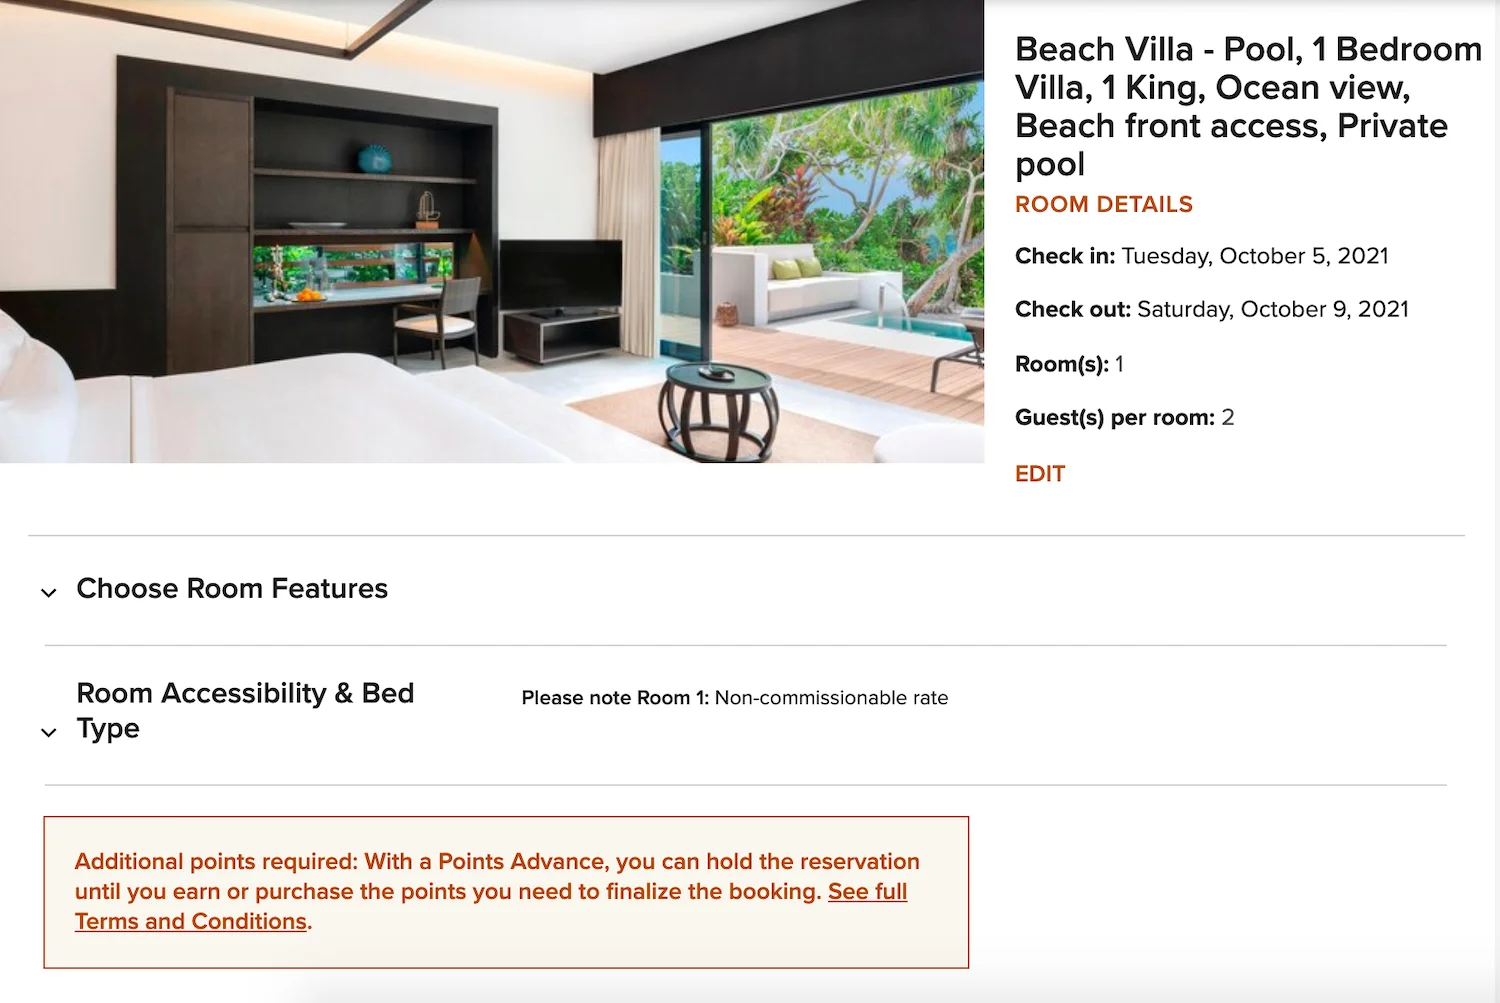 Beach Villa - Pool, 1 Bedroom
Villa, 1 King, Ocean view,
Beach front access, Private
pool
ROOM DETAILS
Check in: Tuesday, October 5, 2021
Check out: Saturday, October 9, 2021
Room(s): 1
Guest(s) per room: 2
EDIT
Choose Room Features
Room Accessibility & Bed
Type
Please note Room 1: Non-commissionable rate
Additional points required: With a Points Advance, you can hold the reservation
until you earn or purchase the points you need to finalize the booking. See full
Terms and Conditions.